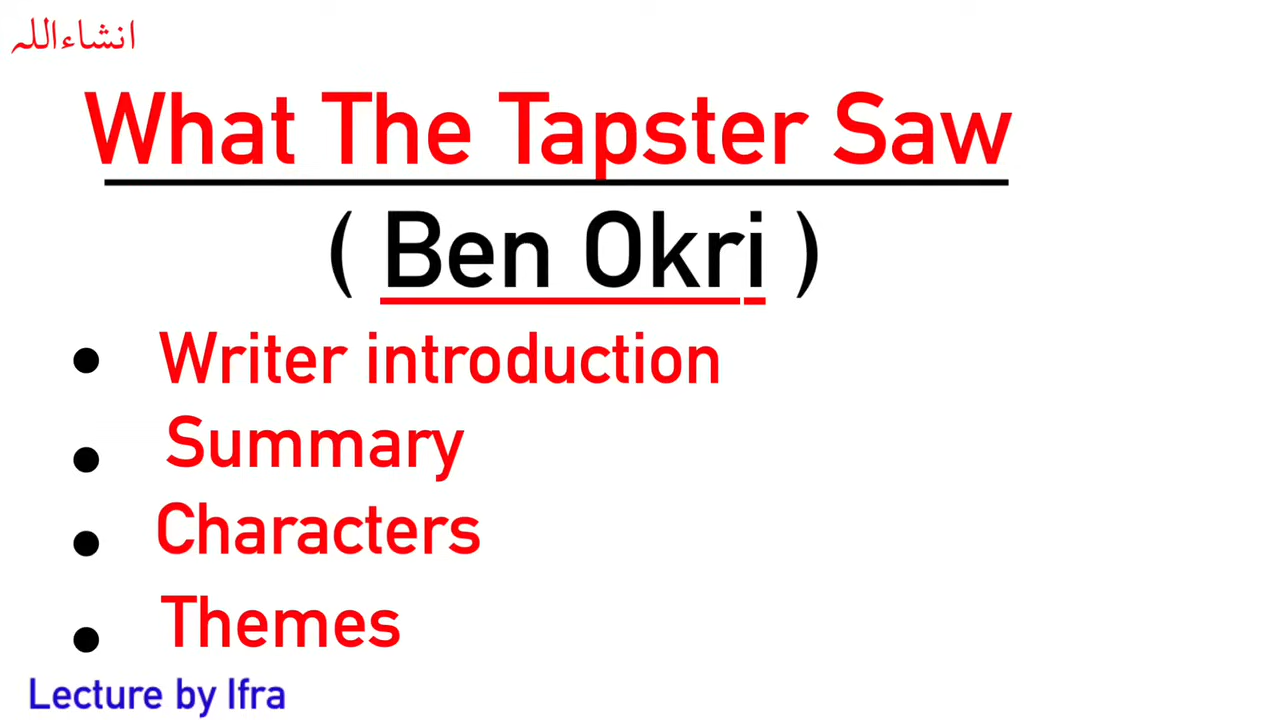 انشاءاللہ
What The Tapster Saw
( Ben Okri )
• Writer introduction
• Summary
• Characters
• Themes
Lecture by Ifra